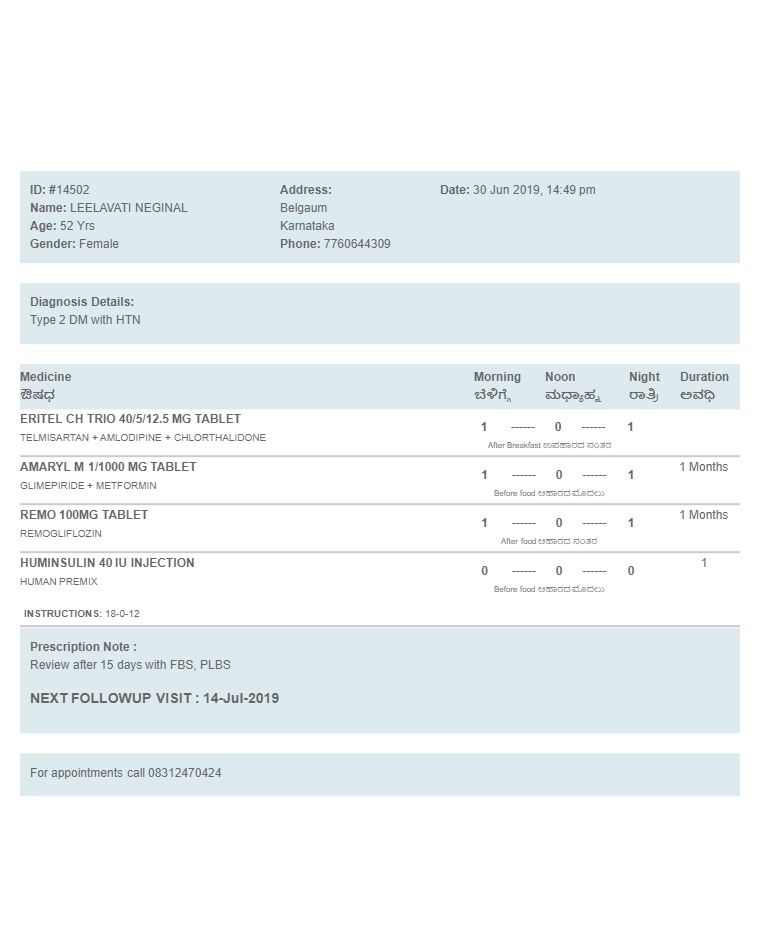 ID: #14502 Address: Date: 30 Jun 2019, 14:49 pm
Name: LEELAVATI NEGINAL Belgaum
Age: 52 Yrs Karnataka
Gender: Female Phone: 7760644309
Diagnosis Details:
Type 2 DM with HTN
Medicine Morning Noon Night Duration
ಔಷಧ ಬೆಳಿಗ್ಗೆ ಮಧ್ಯಾಹ್ನ ರಾತ್ರಿ ಅವಧಿ
ERITEL CH TRIO 40/5/12.5 MG TABLET 1 ------ 0 ------ 1
TELMISARTAN + AMLODIPINE + CHLORTHALIDONE
After Breakfast ಉಪಹಾರದ ನಂತರ
AMARYL M 1/1000 MG TABLET 1 ------ 0 ------ 1 1 Months
GLIMEPIRIDE + METFORMIN
Before food ಆಹಾರದ ಮೊದಲು
REMO 100MG TABLET 1 ------ 0 ------ 1 1 Months
REMOGLIFLOZIN
After food ಆಹಾರದ ನಂತರ
HUMINSULIN 40 IU INJECTION 0 ------ 0 ------ 0 1
HUMAN PREMIX
Before food ಆಹಾರದ ಮೊದಲು
INSTRUCTIONS: 18-0-12
Prescription Note :
Review after 15 days with FBS, PLBS
NEXT FOLLOWUP VISIT : 14-Jul-2019
For appointments call 08312470424